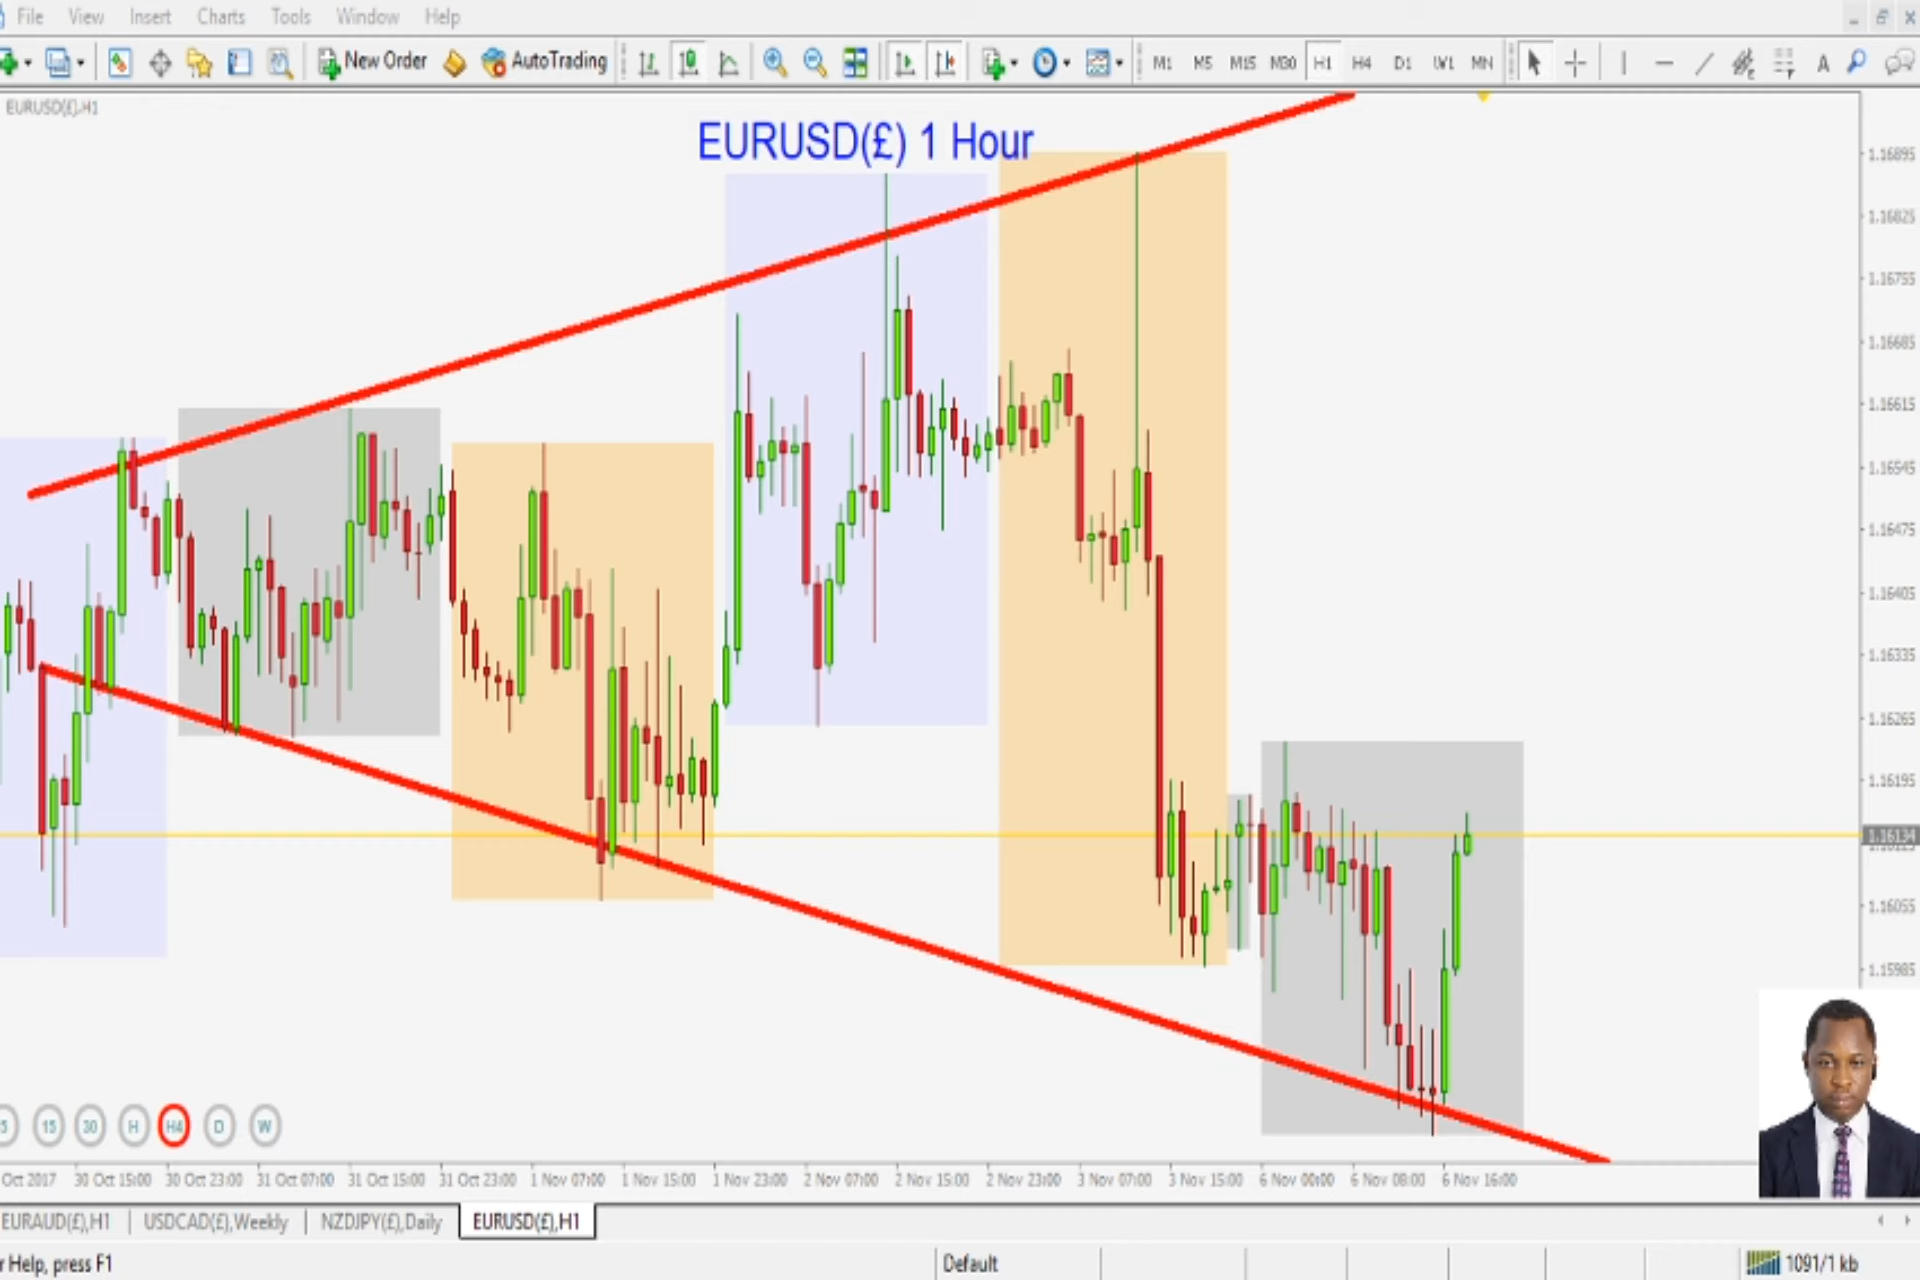 File View Insert Charts Tools Window Help
New Order AutoTrading M1 M5 M15 M30 H1 H4 D1 W1 MN A
EURUSD(£),H1
EURUSD(£) 1 Hour
1.16895
1.16825
1.16755
1.16685
1.16615
1.16545
1.16475
1.16405
1.16335
1.16265
1.16195
1.16134
1.16055
1.15985
5 15 30 H H4 D W
Oct 2017 30 Oct 15:00 30 Oct 23:00 31 Oct 07:00 31 Oct 15:00 31 Oct 23:00 1 Nov 07:00 1 Nov 15:00 1 Nov 23:00 2 Nov 07:00 2 Nov 15:00 2 Nov 23:00 3 Nov 07:00 3 Nov 15:00 6 Nov 00:00 6 Nov 08:00 6 Nov 16:00
EURAUD(£),H1 USDCAD(£),Weekly NZDJPY(£),Daily EURUSD(£),H1
r Help, press F1 Default 1091/1 kb